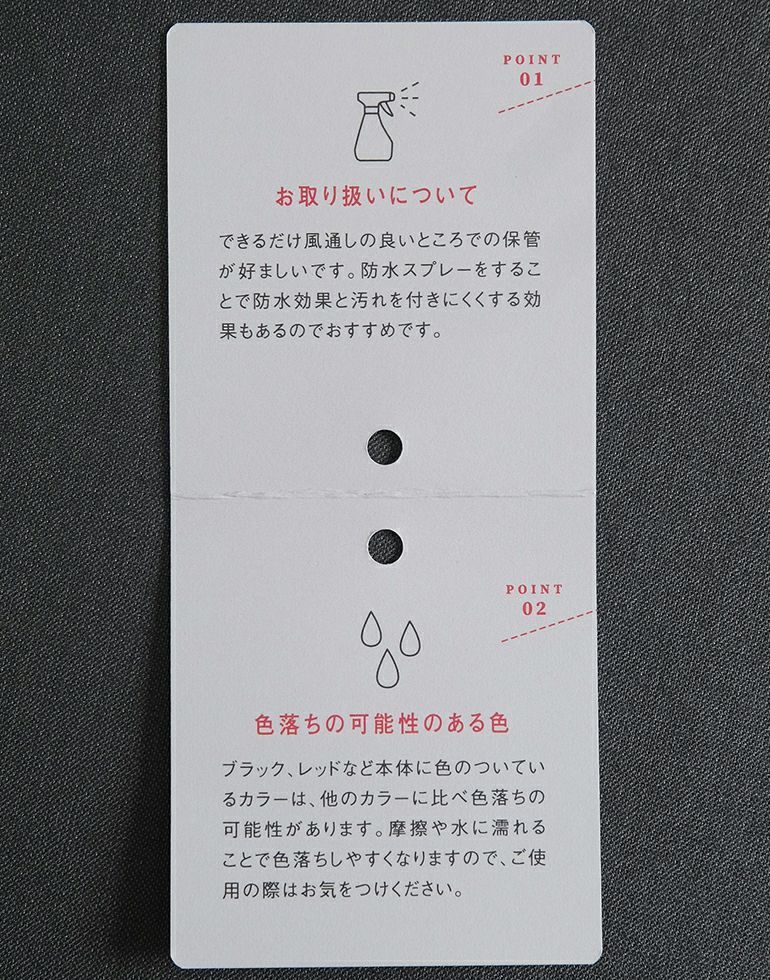 POINT
01
お取り扱いについて
できるだけ風通しの良いところでの保管
が好ましいです。防水スプレーをするこ
とで防水効果と汚れを付きにくくする効
果もあるのでおすすめです。
POINT
02
色落ちの可能性のある色
ブラック、レッドなど本体に色のついてい
るカラーは、他のカラーに比べ色落ちの
可能性があります。摩擦や水に濡れる
ことで色落ちしやすくなりますので、ご使
用の際はお気をつけください。